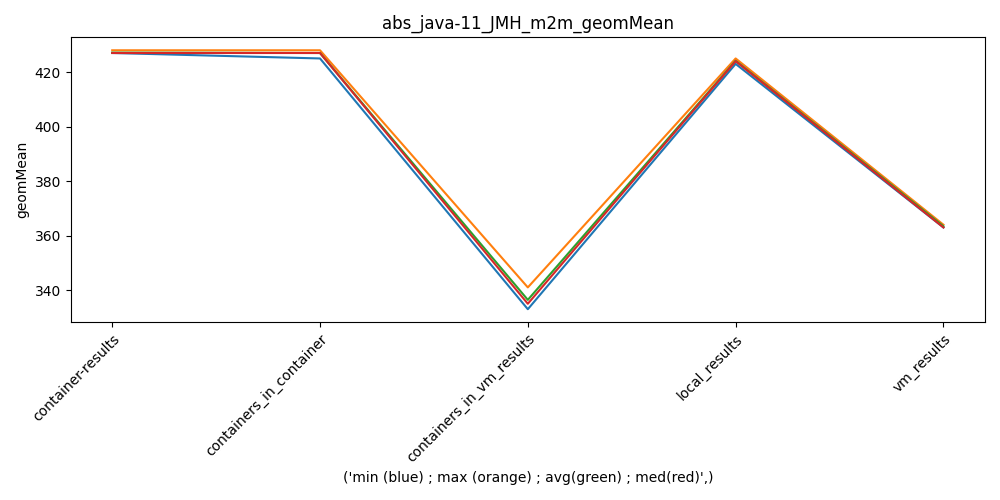 abs_java-11_JMH_m2m_geomMean
geomMean
420
400
380
360
340
container-results
containers_in_container
containers_in_vm_results
local_results
vm_results
('min (blue) ; max (orange) ; avg(green) ; med(red)',)